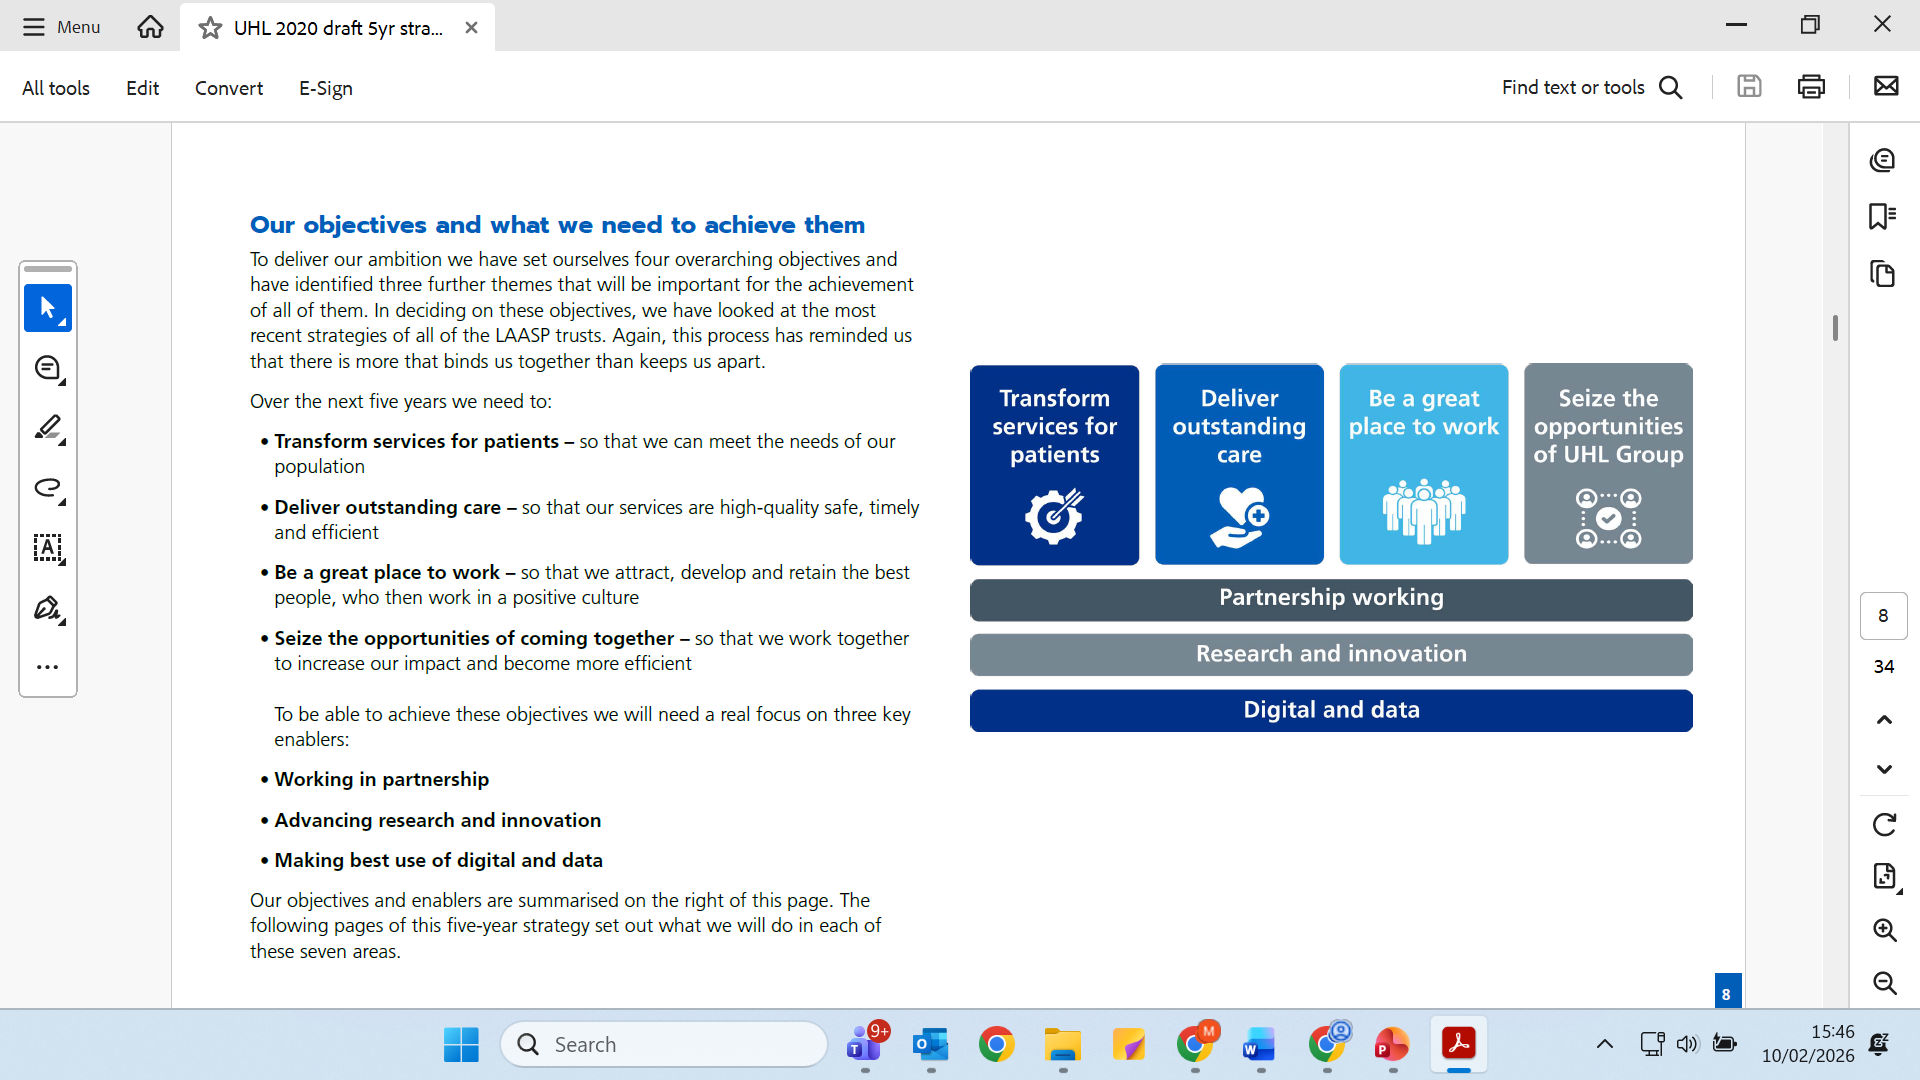 Menu
UHL 2020 draft 5yr stra...
All tools
Edit
Convert
E-Sign
Find text or tools
Our objectives and what we need to achieve them
To deliver our ambition we have set ourselves four overarching objectives and
have identified three further themes that will be important for the achievement
of all of them. In deciding on these objectives, we have looked at the most
recent strategies of all of the LAASP trusts. Again, this process has reminded us
that there is more that binds us together than keeps us apart.
Over the next five years we need to:
• Transform services for patients – so that we can meet the needs of our
population
• Deliver outstanding care – so that our services are high-quality safe, timely
and efficient
• Be a great place to work – so that we attract, develop and retain the best
people, who then work in a positive culture
• Seize the opportunities of coming together – so that we work together
to increase our impact and become more efficient
To be able to achieve these objectives we will need a real focus on three key
enablers:
• Working in partnership
• Advancing research and innovation
• Making best use of digital and data
Our objectives and enablers are summarised on the right of this page. The
following pages of this five-year strategy set out what we will do in each of
these seven areas.
Transform
services for
patients
Deliver
outstanding
care
Be a great
place to work
Seize the
opportunities
of UHL Group
Partnership working
Research and innovation
Digital and data
8
8
34
Search
9+
M
15:46
10/02/2026